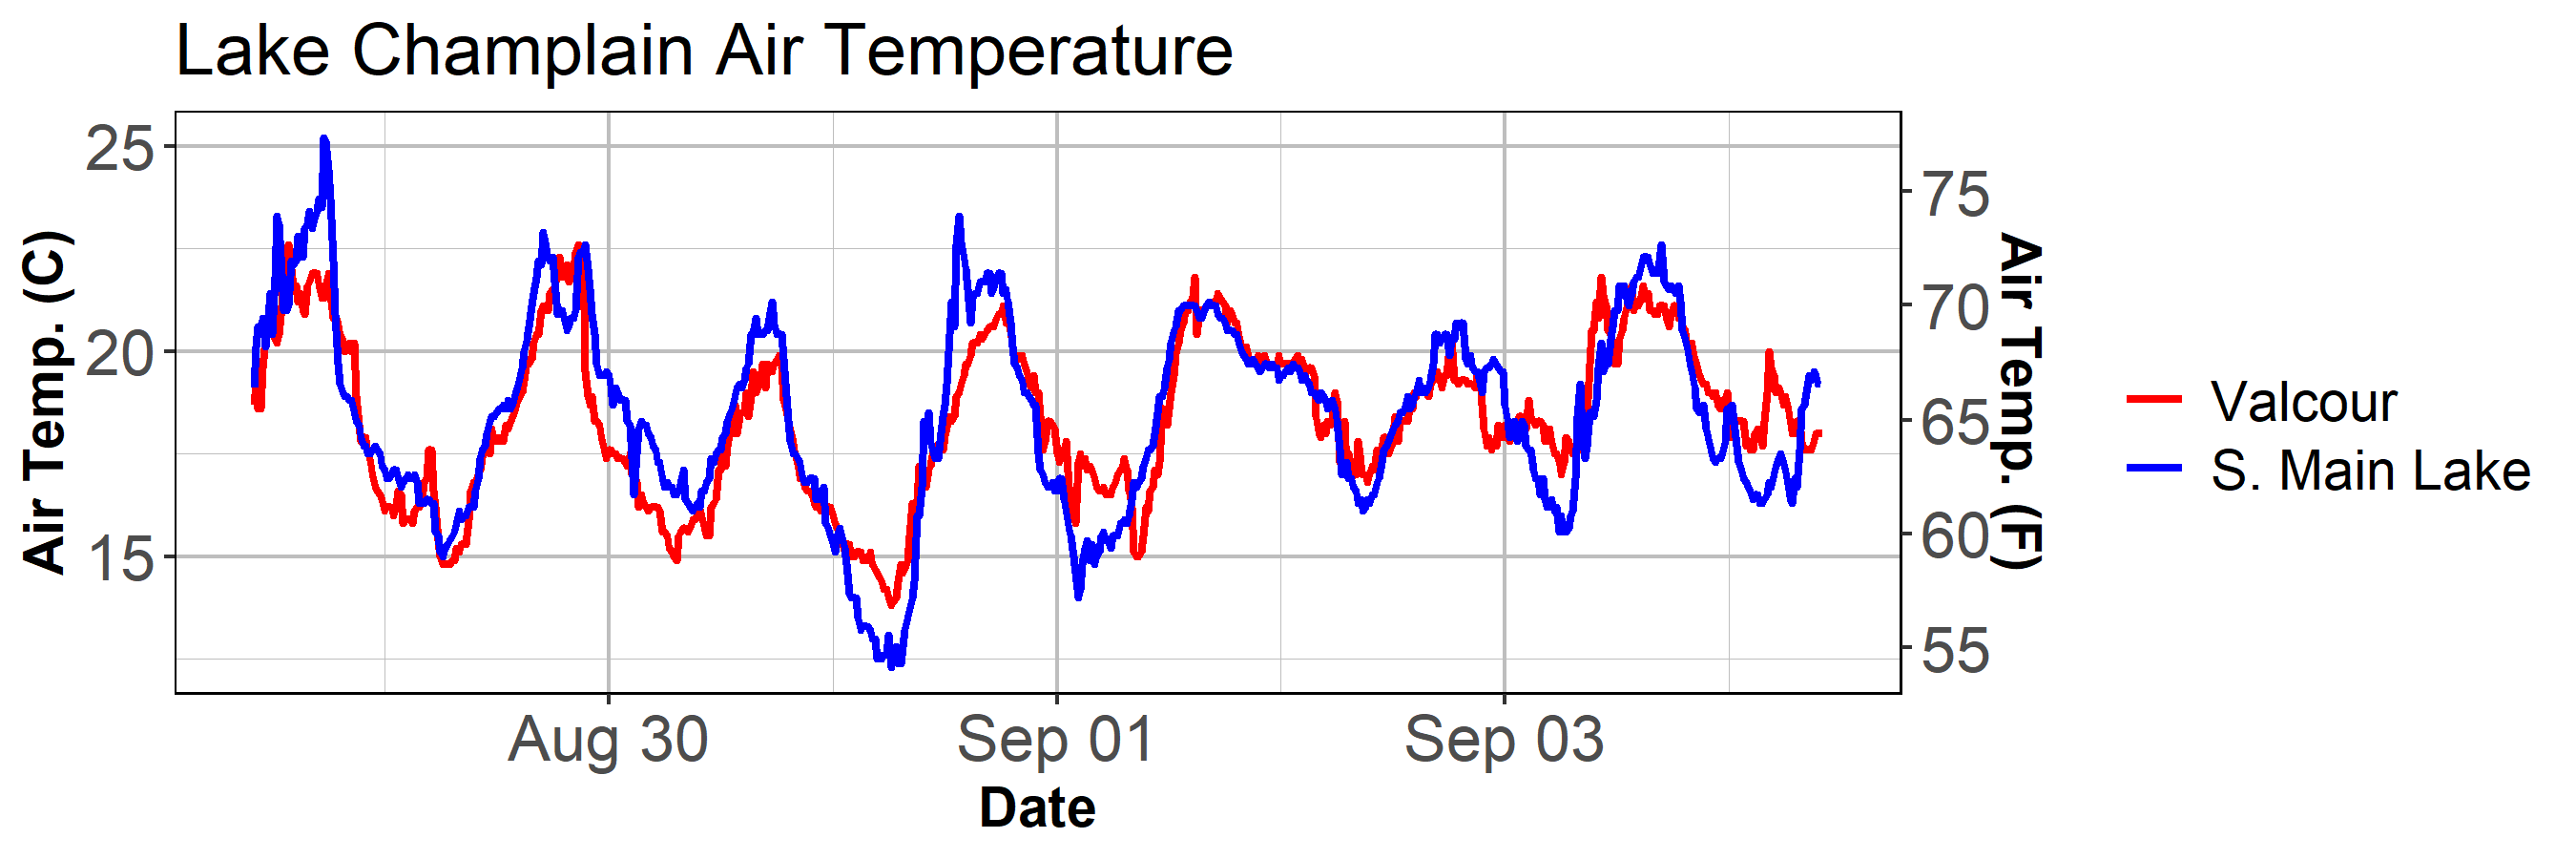 Lake Champlain Air Temperature
Air Temp. (C)
25
20
15
75
70
65
60
55
Air Temp. (F)
Aug 30
Sep 01
Sep 03
Date
Valcour
S. Main Lake